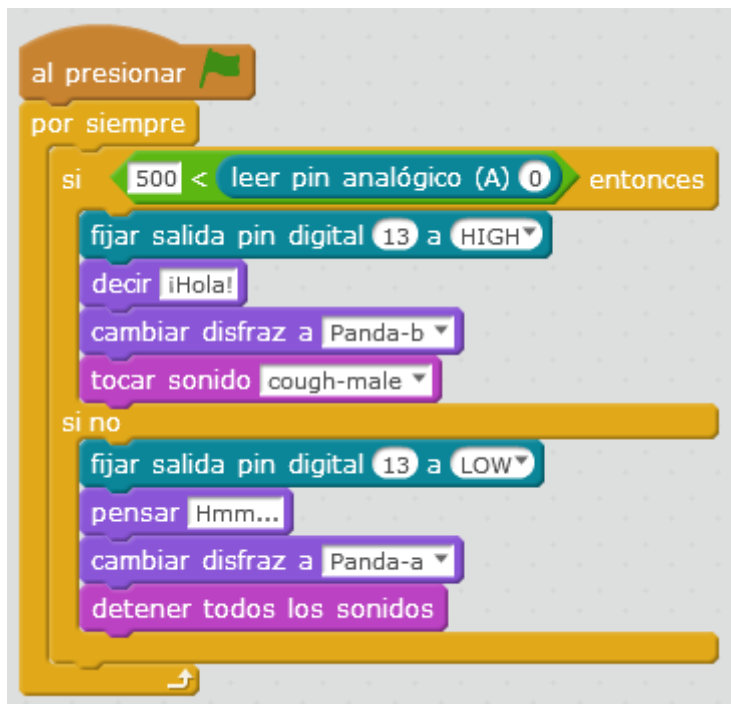 al presionar
por siempre
si 500 < leer pin analógico (A) 0 entonces
fijar salida pin digital 13 a HIGH
decir ¡Hola!
cambiar disfraz a Panda-b
tocar sonido cough-male
si no
fijar salida pin digital 13 a LOW
pensar Hmm...
cambiar disfraz a Panda-a
detener todos los sonidos